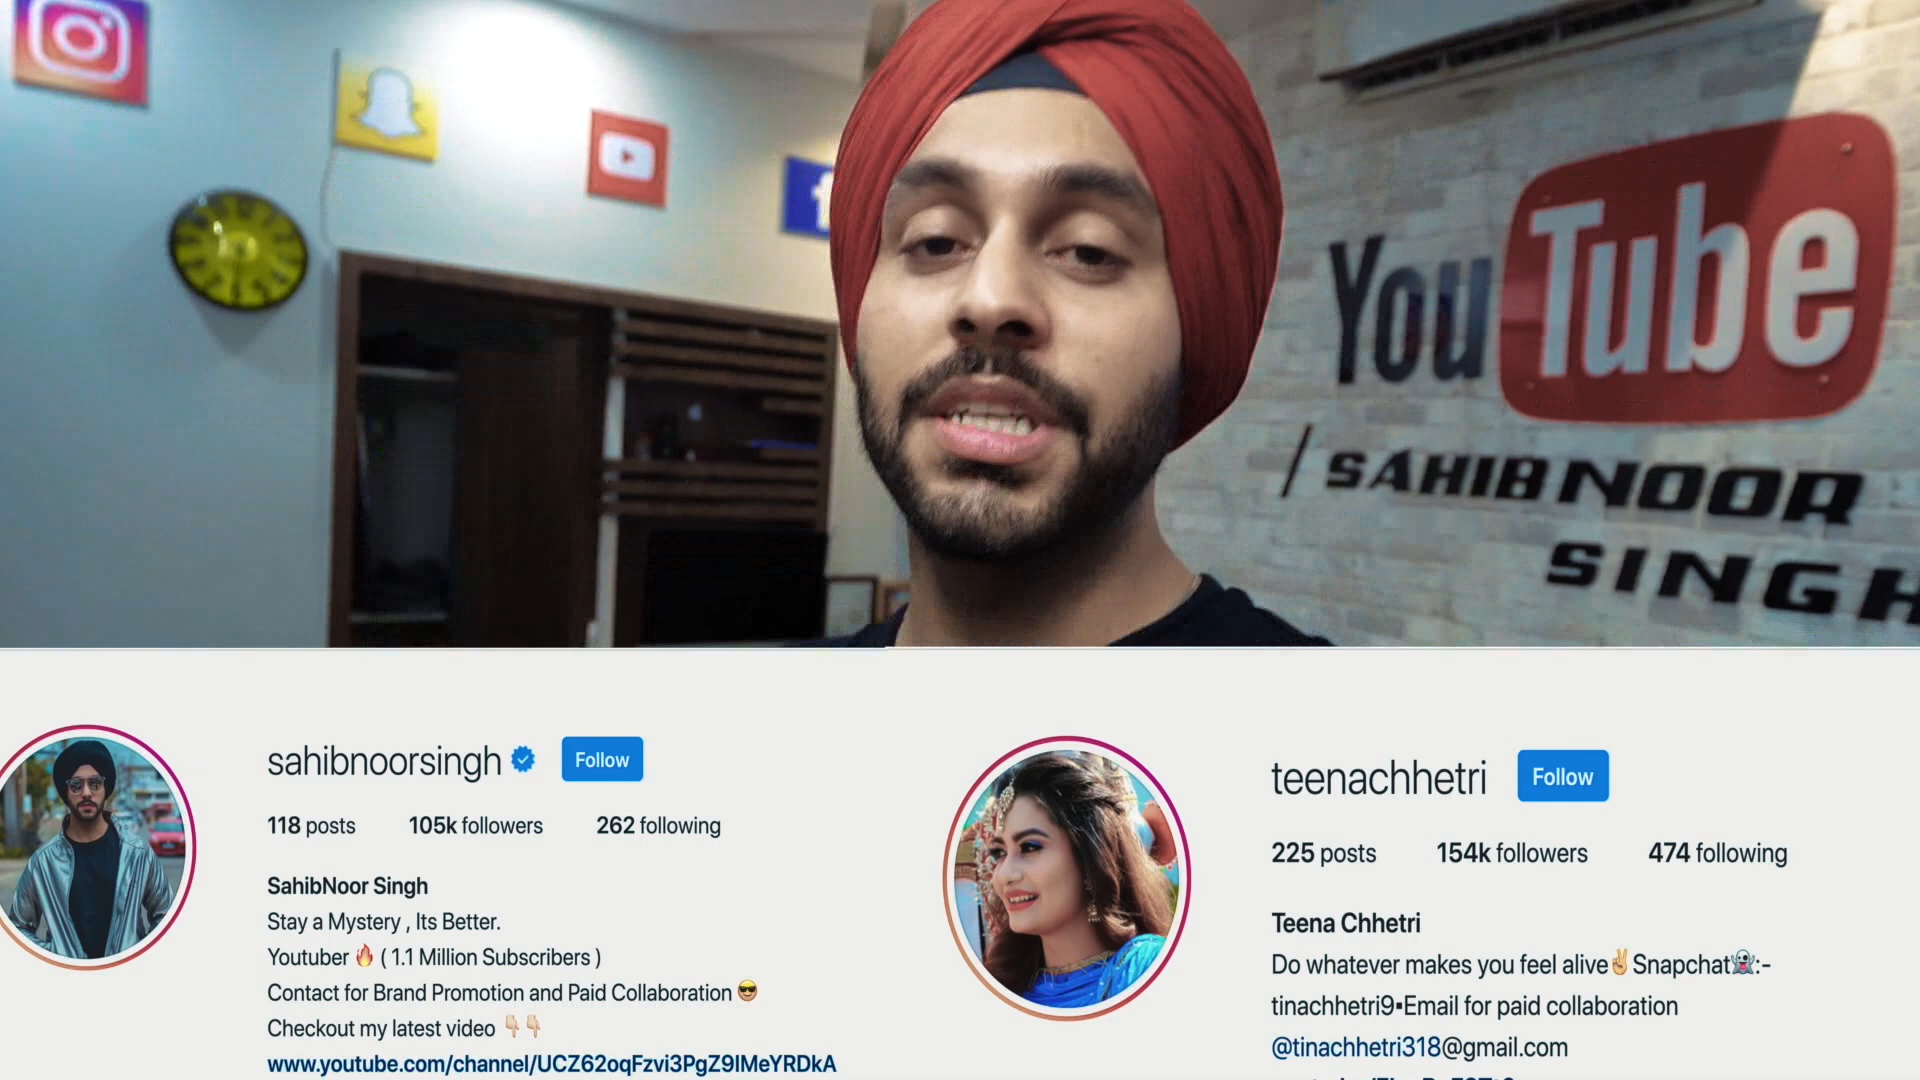 You Tube
/ SAHIBNOOR
SINGH
sahibnoorsingh
Follow
118 posts
105k followers
262 following
SahibNoor Singh
Stay a Mystery , Its Better.
Youtuber 🔥 ( 1.1 Million Subscribers )
Contact for Brand Promotion and Paid Collaboration 😎
Checkout my latest video 👇🏻👇🏻
www.youtube.com/channel/UCZ62oqFzvi3PgZ9IMeYRDkA
teenachhetri
Follow
225 posts
154k followers
474 following
Teena Chhetri
Do whatever makes you feel alive✌Snapchat👻:-
tinachhetri9▪Email for paid collaboration
@tinachhetri318@gmail.com